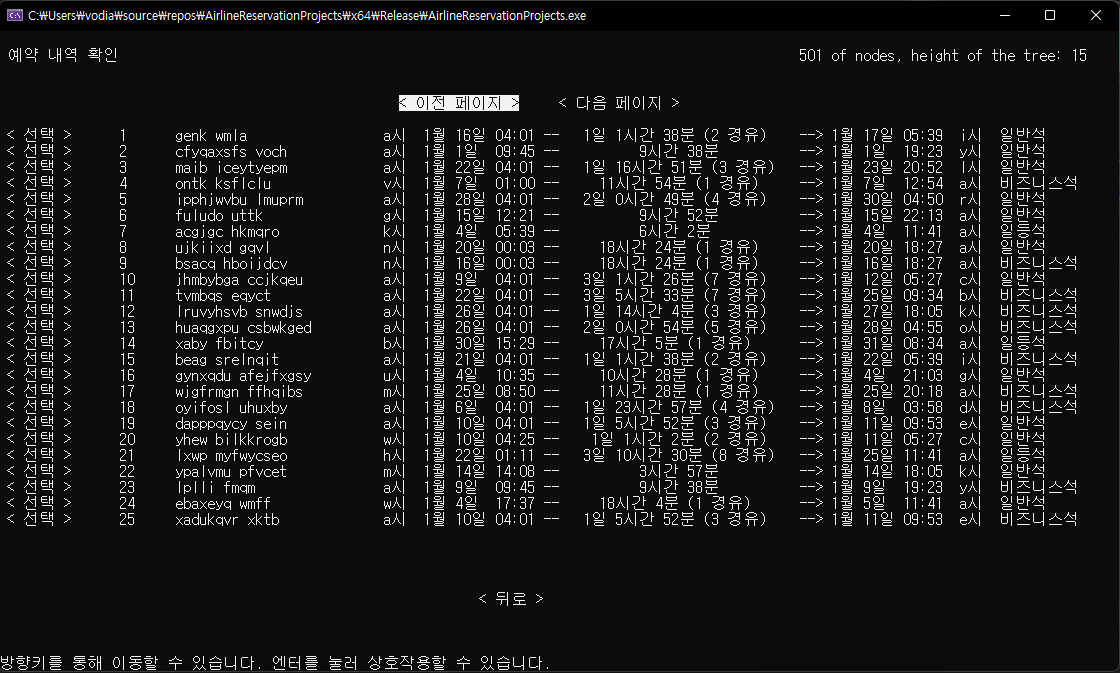 C:₩Users₩vodia₩source₩repos₩AirlineReservationProjects₩x64₩Release₩AirlineReservationProjects.exe
예약 내역 확인 501 of nodes, height of the tree: 15
< 이전 페이지 > < 다음 페이지 >
< 선택 > 1 genk wmla a시 1월 16일 04:01 -- 1일 1시간 38분 (2 경유) --> 1월 17일 05:39 i시 일반석
< 선택 > 2 cfyqaxsfs voch a시 1월 1일 09:45 -- 9시간 38분 --> 1월 1일 19:23 y시 일반석
< 선택 > 3 maib iceytyepm a시 1월 22일 04:01 -- 1일 16시간 51분 (3 경유) --> 1월 23일 20:52 l시 일반석
< 선택 > 4 ontk ksflclu v시 1월 7일 01:00 -- 11시간 54분 (1 경유) --> 1월 7일 12:54 a시 비즈니스석
< 선택 > 5 ipphjwvbu lmuprm a시 1월 28일 04:01 -- 2일 0시간 49분 (4 경유) --> 1월 30일 04:50 r시 일반석
< 선택 > 6 fuludo uttk g시 1월 15일 12:21 -- 9시간 52분 --> 1월 15일 22:13 a시 일반석
< 선택 > 7 acgjgc hkmqro k시 1월 4일 05:39 -- 6시간 2분 --> 1월 4일 11:41 a시 일등석
< 선택 > 8 ujkiixd gqvl n시 1월 20일 00:03 -- 18시간 24분 (1 경유) --> 1월 20일 18:27 a시 일반석
< 선택 > 9 bsacq hboijdcv n시 1월 16일 00:03 -- 18시간 24분 (1 경유) --> 1월 16일 18:27 a시 비즈니스석
< 선택 > 10 jhmbybga ccjkqeu a시 1월 9일 04:01 -- 3일 1시간 26분 (7 경유) --> 1월 12일 05:27 c시 일반석
< 선택 > 11 tvmbqs eqyct a시 1월 22일 04:01 -- 3일 5시간 33분 (7 경유) --> 1월 25일 09:34 b시 비즈니스석
< 선택 > 12 lruvyhsvb snwdjs a시 1월 26일 04:01 -- 1일 14시간 4분 (3 경유) --> 1월 27일 18:05 k시 비즈니스석
< 선택 > 13 huaqgxpu csbwkged a시 1월 26일 04:01 -- 2일 0시간 54분 (5 경유) --> 1월 28일 04:55 o시 비즈니스석
< 선택 > 14 xaby fbitcy b시 1월 30일 15:29 -- 17시간 5분 (1 경유) --> 1월 31일 08:34 a시 일등석
< 선택 > 15 beag srelnqit a시 1월 21일 04:01 -- 1일 1시간 38분 (2 경유) --> 1월 22일 05:39 i시 비즈니스석
< 선택 > 16 gynxqdu afejfxgsy u시 1월 4일 10:35 -- 10시간 28분 (1 경유) --> 1월 4일 21:03 g시 일반석
< 선택 > 17 wjgfrmgn ffhqibs m시 1월 25일 08:50 -- 11시간 28분 (1 경유) --> 1월 25일 20:18 a시 비즈니스석
< 선택 > 18 oyifosl uhuxby a시 1월 6일 04:01 -- 1일 23시간 57분 (4 경유) --> 1월 8일 03:58 d시 비즈니스석
< 선택 > 19 dapppqycy sein a시 1월 10일 04:01 -- 1일 5시간 52분 (3 경유) --> 1월 11일 09:53 e시 일반석
< 선택 > 20 yhew bilkkrogb w시 1월 10일 04:25 -- 1일 1시간 2분 (2 경유) --> 1월 11일 05:27 c시 일반석
< 선택 > 21 lxwp myfwycseo h시 1월 22일 01:11 -- 3일 10시간 30분 (8 경유) --> 1월 25일 11:41 a시 일등석
< 선택 > 22 ypalvmu pfvcet m시 1월 14일 14:08 -- 3시간 57분 --> 1월 14일 18:05 k시 일반석
< 선택 > 23 lplli fmqm a시 1월 9일 09:45 -- 9시간 38분 --> 1월 9일 19:23 y시 비즈니스석
< 선택 > 24 ebaxeyq wmff w시 1월 4일 17:37 -- 18시간 4분 (1 경유) --> 1월 5일 11:41 a시 일반석
< 선택 > 25 xadukqvr xktb a시 1월 10일 04:01 -- 1일 5시간 52분 (3 경유) --> 1월 11일 09:53 e시 비즈니스석
< 뒤로 >
방향키를 통해 이동할 수 있습니다. 엔터를 눌러 상호작용할 수 있습니다.